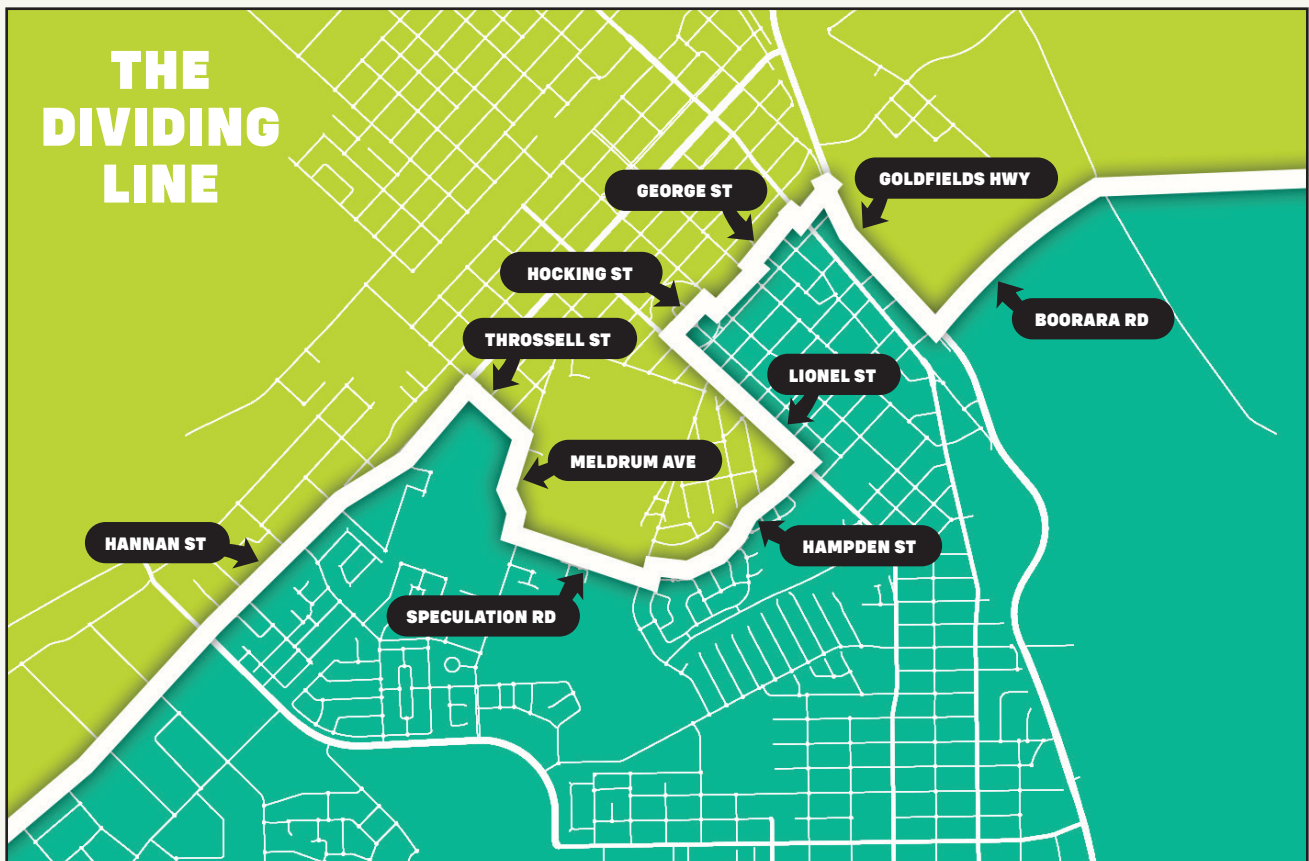 THE
DIVIDING
LINE
GEORGE ST
GOLDFIELDS HWY
HOCKING ST
BOORARA RD
THROSSELL ST
LIONEL ST
MELDRUM AVE
HANNAN ST
HAMPDEN ST
SPECULATION RD